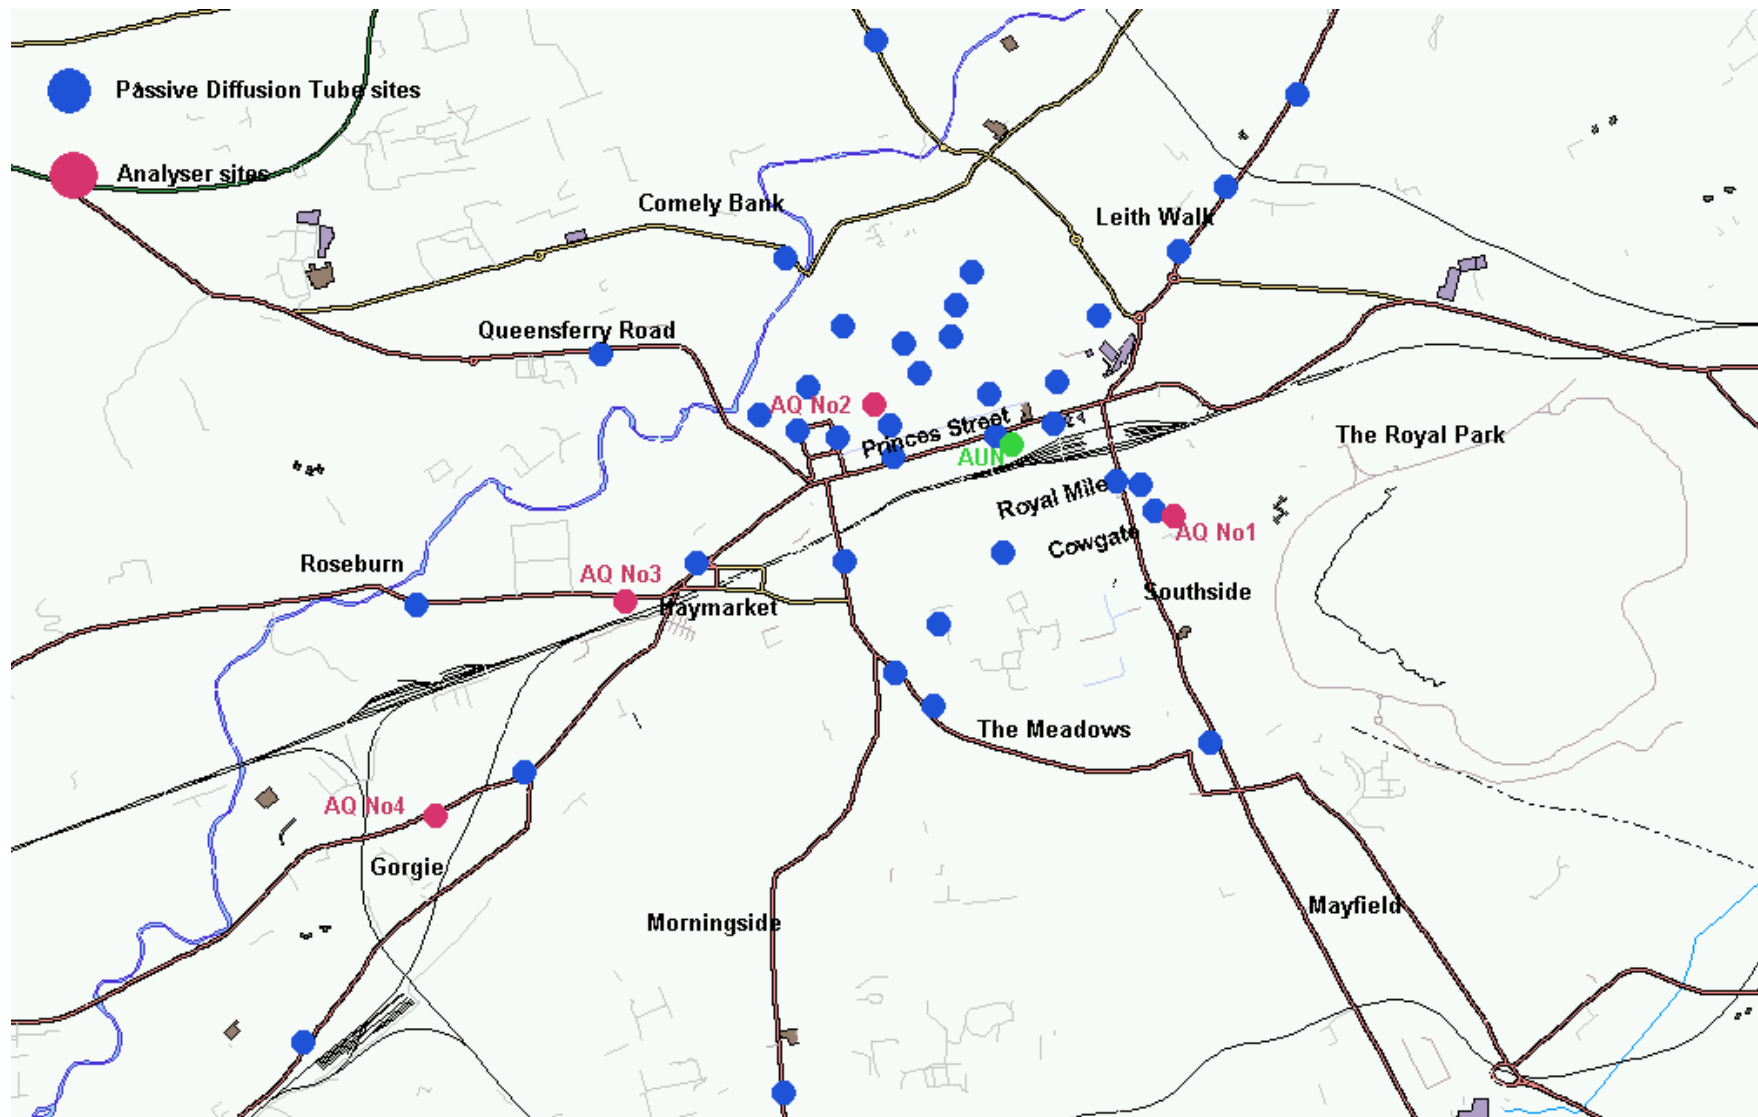 Passive Diffusion Tube sites
Analyser sites
Comely Bank
Leith Walk
Queensferry Road
AQ No2
Princes Street
AUN
The Royal Park
Royal Mile
Cowgate
AQ No1
Roseburn
AQ No3
Haymarket
Southside
The Meadows
AQ No4
Gorgie
Morningside
Mayfield